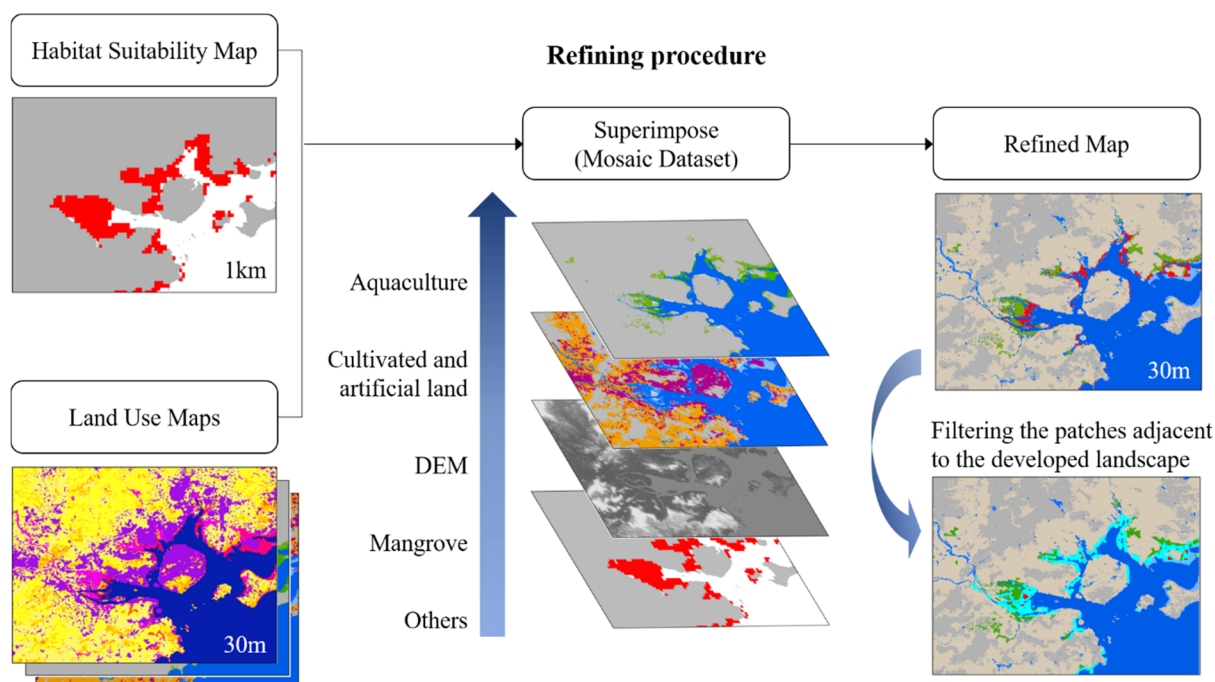 Habitat Suitability Map
1km
Land Use Maps
30m
Refining procedure
Superimpose
(Mosaic Dataset)
Aquaculture
Cultivated and
artificial land
DEM
Mangrove
Others
Refined Map
30m
Filtering the patches adjacent
to the developed landscape